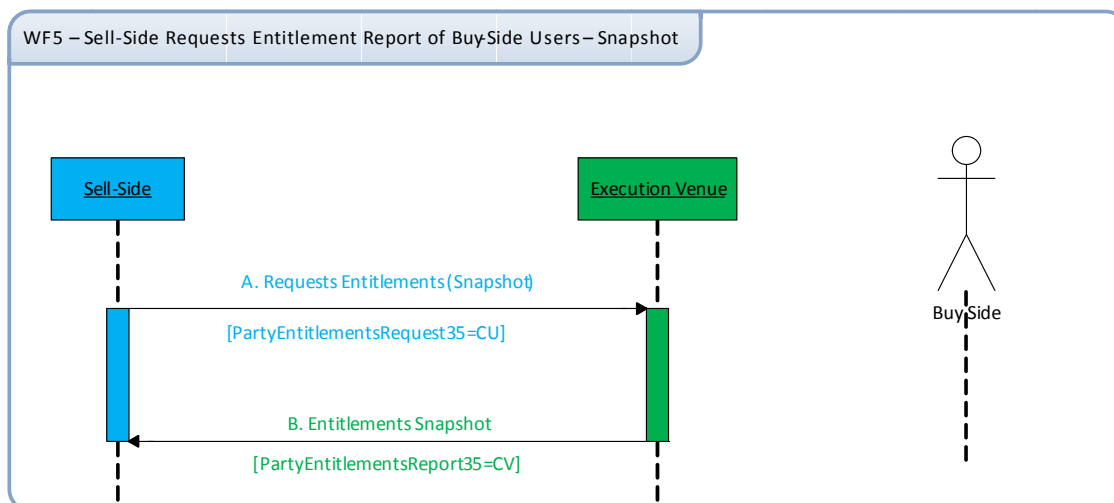 WF5 – Sell-Side Requests Entitlement Report of Buy-Side Users – Snapshot
Sell-Side
Execution Venue
A. Requests Entitlements (Snapshot)
[PartyEntitlementsRequest35=CU]
Buy Side
B. Entitlements Snapshot
[PartyEntitlementsReport35=CV]